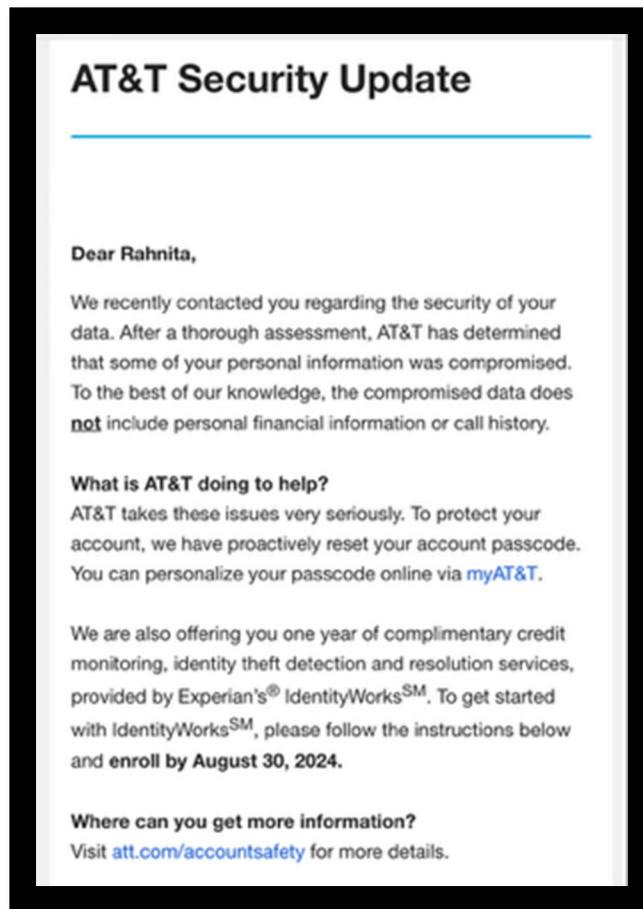 AT&T Security Update
Dear Rahnita,
We recently contacted you regarding the security of your
data. After a thorough assessment, AT&T has determined
that some of your personal information was compromised.
To the best of our knowledge, the compromised data does
not include personal financial information or call history.
What is AT&T doing to help?
AT&T takes these issues very seriously. To protect your
account, we have proactively reset your account passcode.
You can personalize your passcode online via myAT&T.
We are also offering you one year of complimentary credit
monitoring, identity theft detection and resolution services,
provided by Experian's® IdentityWorks℠. To get started
with IdentityWorks℠, please follow the instructions below
and enroll by August 30, 2024.
Where can you get more information?
Visit att.com/accountsafety for more details.